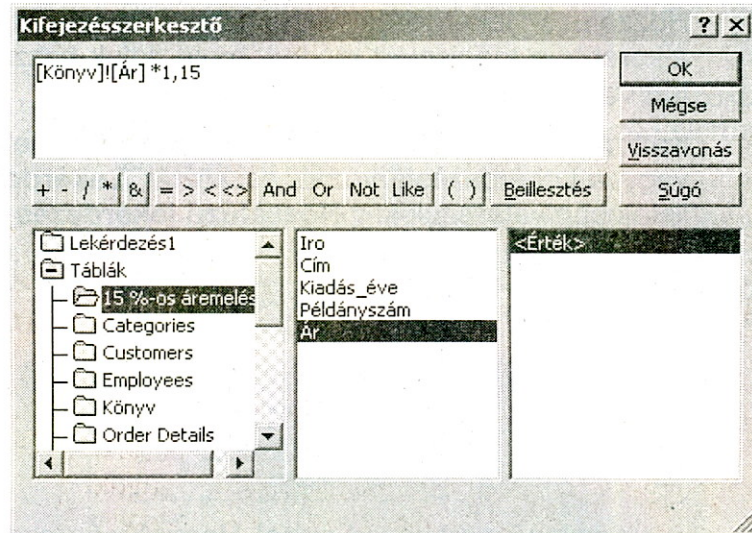 Kifejezésszerkesztő
[Könyv]![Ár] *1,15
OK
Mégse
Visszavonás
+ - / * & = > < <> And Or Not Like ( ) Beillesztés
Súgó
Lekérdezés1
Táblák
15 %-os áremelés
Categories
Customers
Employees
Könyv
Order Details
Iro
Cím
Kiadás_éve
Példányszám
Ár
<Érték>